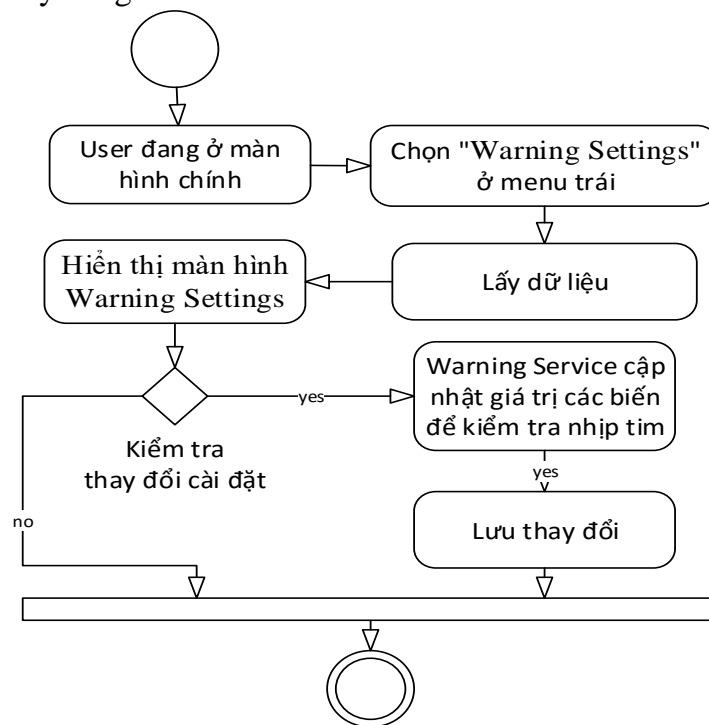 User đang ở màn
hình chính
Chọn "Warning Settings"
ở menu trái
Hiển thị màn hình
Warning Settings
Lấy dữ liệu
Warning Service cập
nhật giá trị các biến
để kiểm tra nhịp tim
yes
Kiểm tra
thay đổi cài đặt
yes
no
Lưu thay đổi